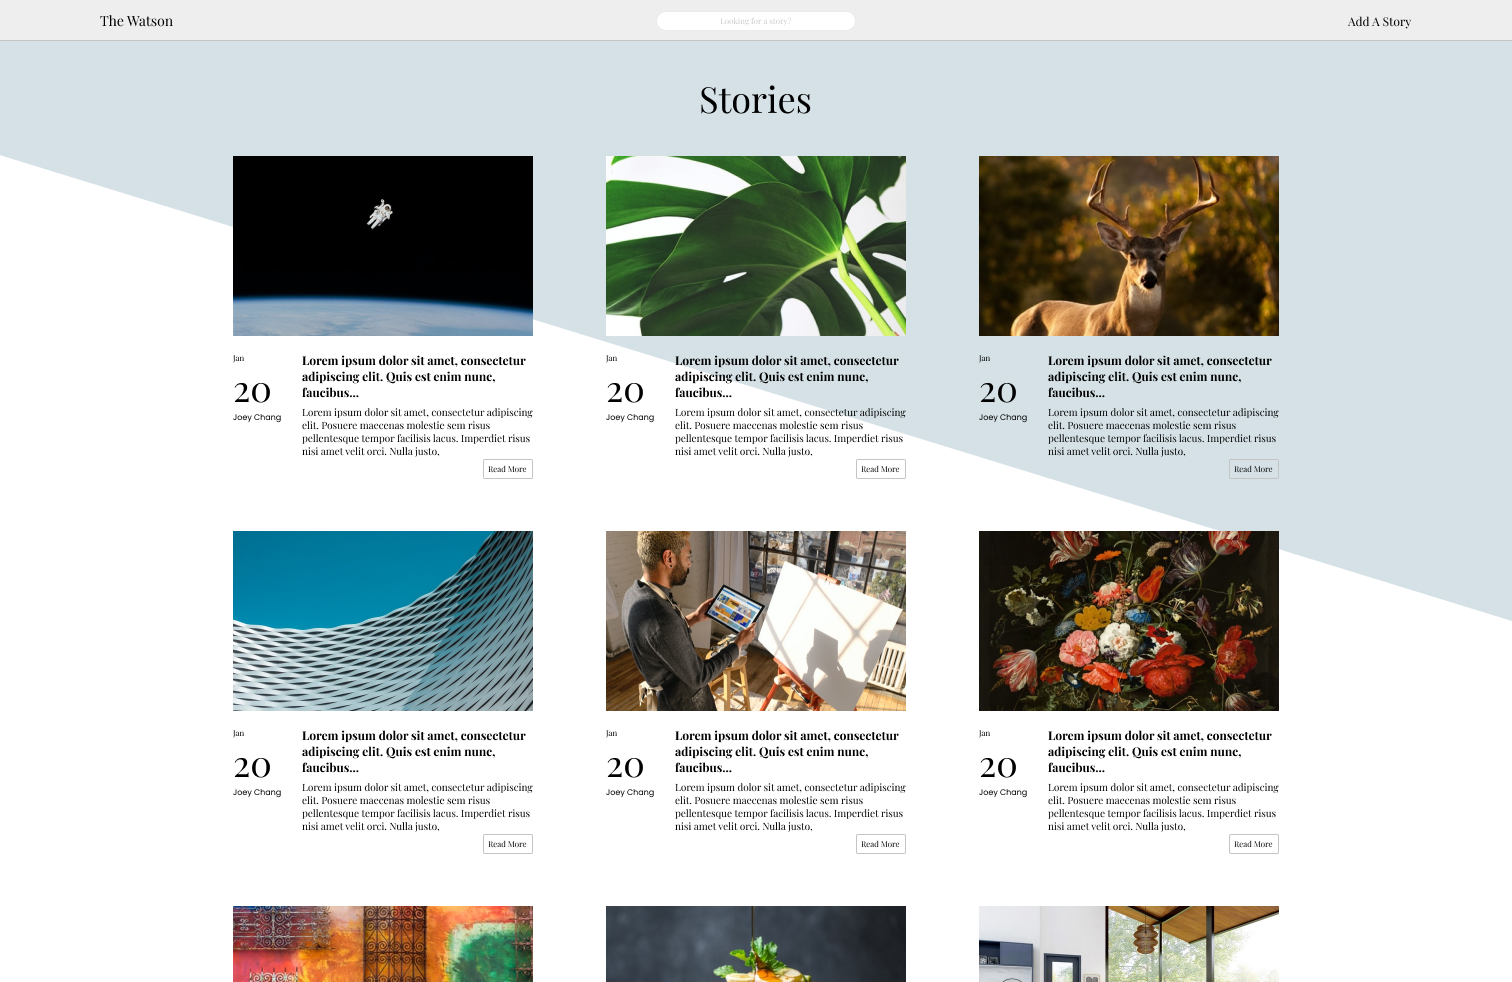 The Watson
Looking for a story?
Add A Story
Stories
Jan
20
Joey Chang
Lorem ipsum dolor sit amet, consectetur
adipiscing elit. Quis est enim nunc,
faucibus...
Lorem ipsum dolor sit amet, consectetur adipiscing
elit. Posuere maecenas molestie sem risus
pellentesque tempor facilisis lacus. Imperdiet risus
nisi amet velit orci. Nulla justo,
Read More
Jan
20
Joey Chang
Lorem ipsum dolor sit amet, consectetur
adipiscing elit. Quis est enim nunc,
faucibus...
Lorem ipsum dolor sit amet, consectetur adipiscing
elit. Posuere maecenas molestie sem risus
pellentesque tempor facilisis lacus. Imperdiet risus
nisi amet velit orci. Nulla justo,
Read More
Jan
20
Joey Chang
Lorem ipsum dolor sit amet, consectetur
adipiscing elit. Quis est enim nunc,
faucibus...
Lorem ipsum dolor sit amet, consectetur adipiscing
elit. Posuere maecenas molestie sem risus
pellentesque tempor facilisis lacus. Imperdiet risus
nisi amet velit orci. Nulla justo,
Read More
Jan
20
Joey Chang
Lorem ipsum dolor sit amet, consectetur
adipiscing elit. Quis est enim nunc,
faucibus...
Lorem ipsum dolor sit amet, consectetur adipiscing
elit. Posuere maecenas molestie sem risus
pellentesque tempor facilisis lacus. Imperdiet risus
nisi amet velit orci. Nulla justo,
Read More
Jan
20
Joey Chang
Lorem ipsum dolor sit amet, consectetur
adipiscing elit. Quis est enim nunc,
faucibus...
Lorem ipsum dolor sit amet, consectetur adipiscing
elit. Posuere maecenas molestie sem risus
pellentesque tempor facilisis lacus. Imperdiet risus
nisi amet velit orci. Nulla justo,
Read More
Jan
20
Joey Chang
Lorem ipsum dolor sit amet, consectetur
adipiscing elit. Quis est enim nunc,
faucibus...
Lorem ipsum dolor sit amet, consectetur adipiscing
elit. Posuere maecenas molestie sem risus
pellentesque tempor facilisis lacus. Imperdiet risus
nisi amet velit orci. Nulla justo,
Read More